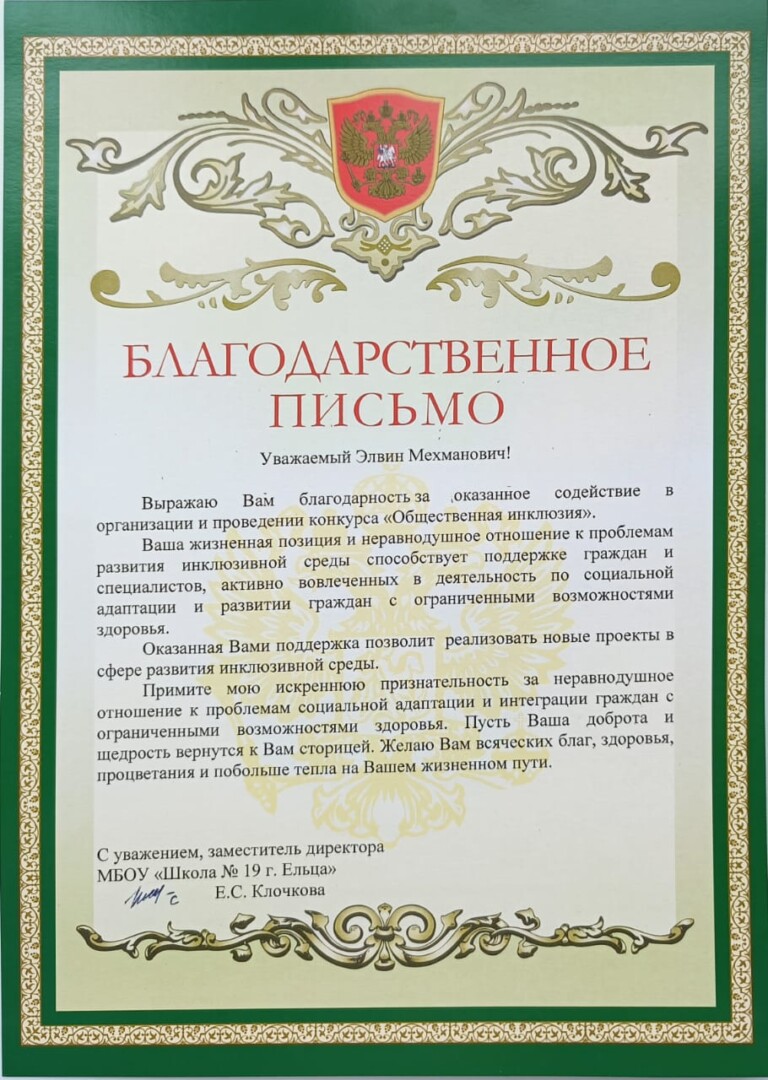 БЛАГОДАРСТВЕННОЕ
ПИСЬМО
Уважаемый Элвин Мехманович!
Выражаю Вам благодарность за оказанное содействие в
организации и проведении конкурса «Общественная инклюзия».
Ваша жизненная позиция и неравнодушное отношение к проблемам
развития инклюзивной среды способствует поддержке граждан и
специалистов, активно вовлеченных в деятельность по социальной
адаптации и развитии граждан с ограниченными возможностями
здоровья.
Оказанная Вами поддержка позволит реализовать новые проекты в
сфере развития инклюзивной среды.
Примите мою искреннюю признательность за неравнодушное
отношение к проблемам социальной адаптации и интеграции граждан с
ограниченными возможностями здоровья. Пусть Ваша доброта и
щедрость вернутся к Вам сторицей. Желаю Вам всяческих благ, здоровья,
процветания и побольше тепла на Вашем жизненном пути.
С уважением, заместитель директора
МБОУ «Школа № 19 г. Ельца»
Е.С. Клочкова